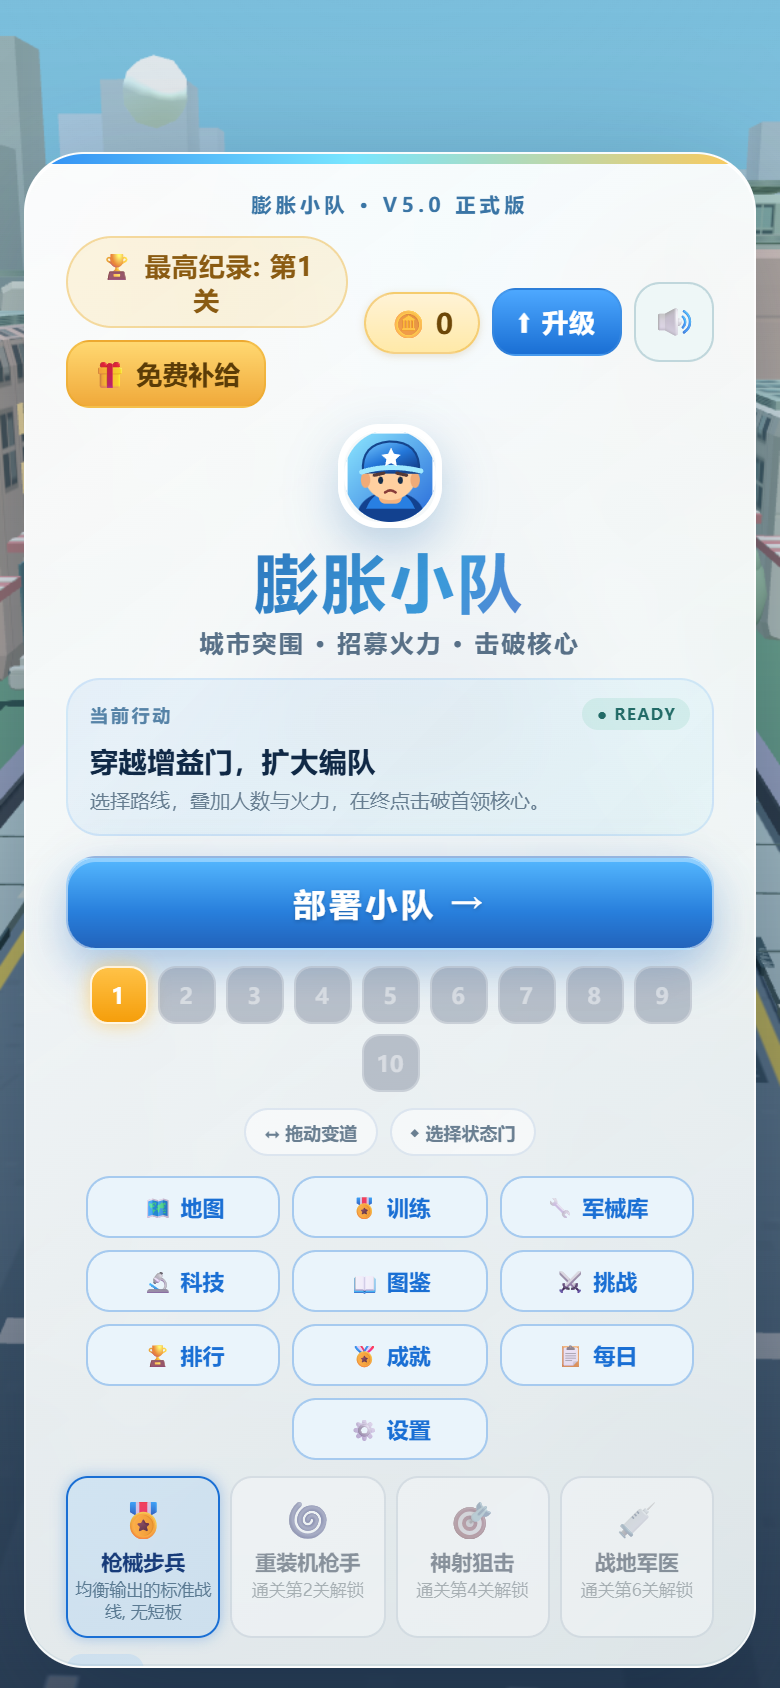 膨胀小队 • V5.0 正式版
最高纪录: 第1
关
0
升级
免费补给
膨胀小队
城市突围 • 招募火力 • 击破核心
当前行动
• READY
穿越增益门，扩大编队
选择路线，叠加人数与火力，在终点击破首领核心。
部署小队 →
1 2 3 4 5 6 7 8 9
10
↔ 拖动变道
◆ 选择状态门
地图 训练 军械库
科技 图鉴 挑战
排行 成就 每日
设置
枪械步兵
均衡输出的标准战
线, 无短板
重装机枪手
通关第2关解锁
神射狙击
通关第4关解锁
战地军医
通关第6关解锁